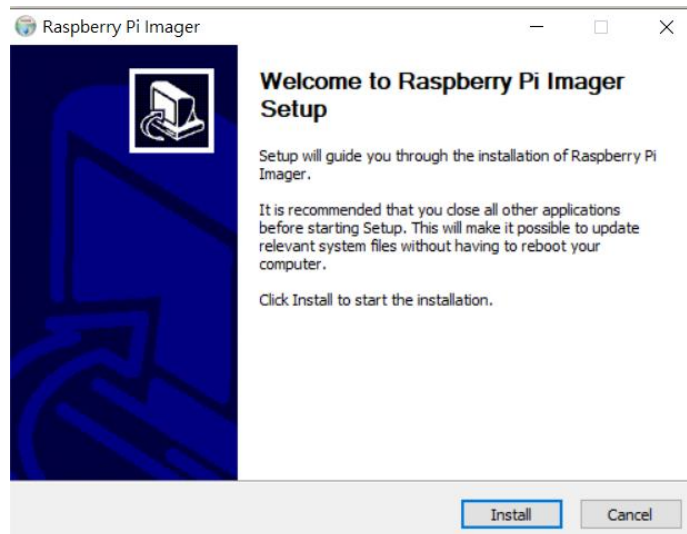 Raspberry Pi Imager
Welcome to Raspberry Pi Imager
Setup
Setup will guide you through the installation of Raspberry Pi
Imager.
It is recommended that you close all other applications
before starting Setup. This will make it possible to update
relevant system files without having to reboot your
computer.
Click Install to start the installation.
Install
Cancel